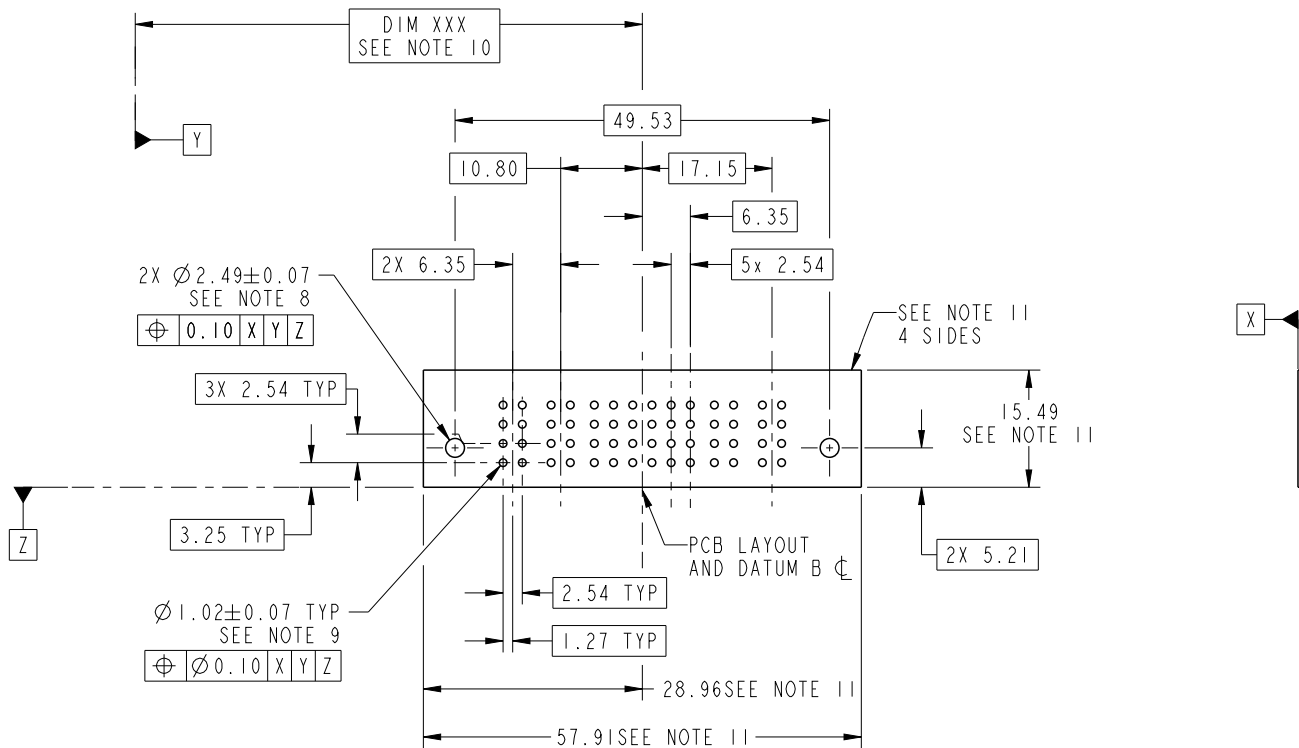 DIM XXX
SEE NOTE 10
Y
49.53
10.80
17.15
6.35
2X 6.35
5x 2.54
2X Ø2.49±0.07
SEE NOTE 8
⌖ 0.10 X Y Z
SEE NOTE 11
4 SIDES
X
3X 2.54 TYP
15.49
SEE NOTE 11
Z
3.25 TYP
PCB LAYOUT
AND DATUM B ℄
2X 5.21
2.54 TYP
Ø1.02±0.07 TYP
SEE NOTE 9
1.27 TYP
⌖ Ø0.10 X Y Z
28.96SEE NOTE 11
57.91SEE NOTE 11